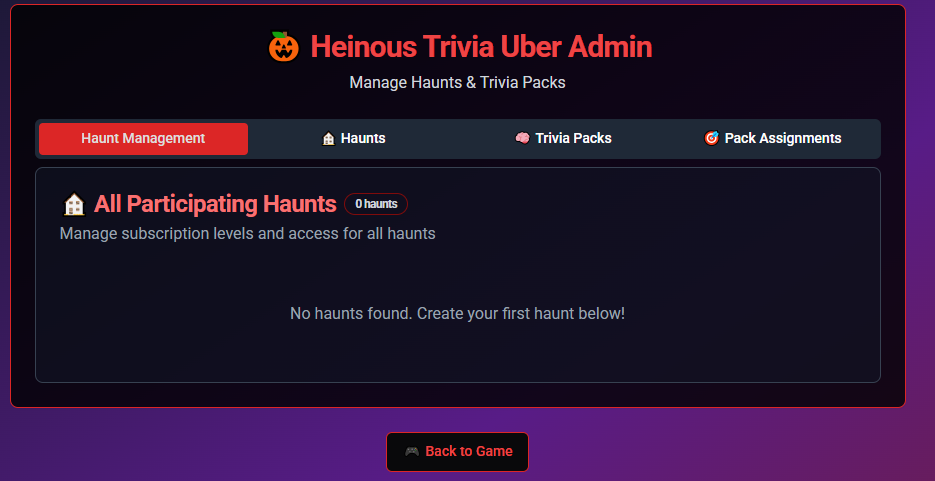 🎃 Heinous Trivia Uber Admin
Manage Haunts & Trivia Packs
Haunt Management 🏠 Haunts 🧠 Trivia Packs 🎯 Pack Assignments
🏠 All Participating Haunts 0 haunts
Manage subscription levels and access for all haunts
No haunts found. Create your first haunt below!
🎮 Back to Game